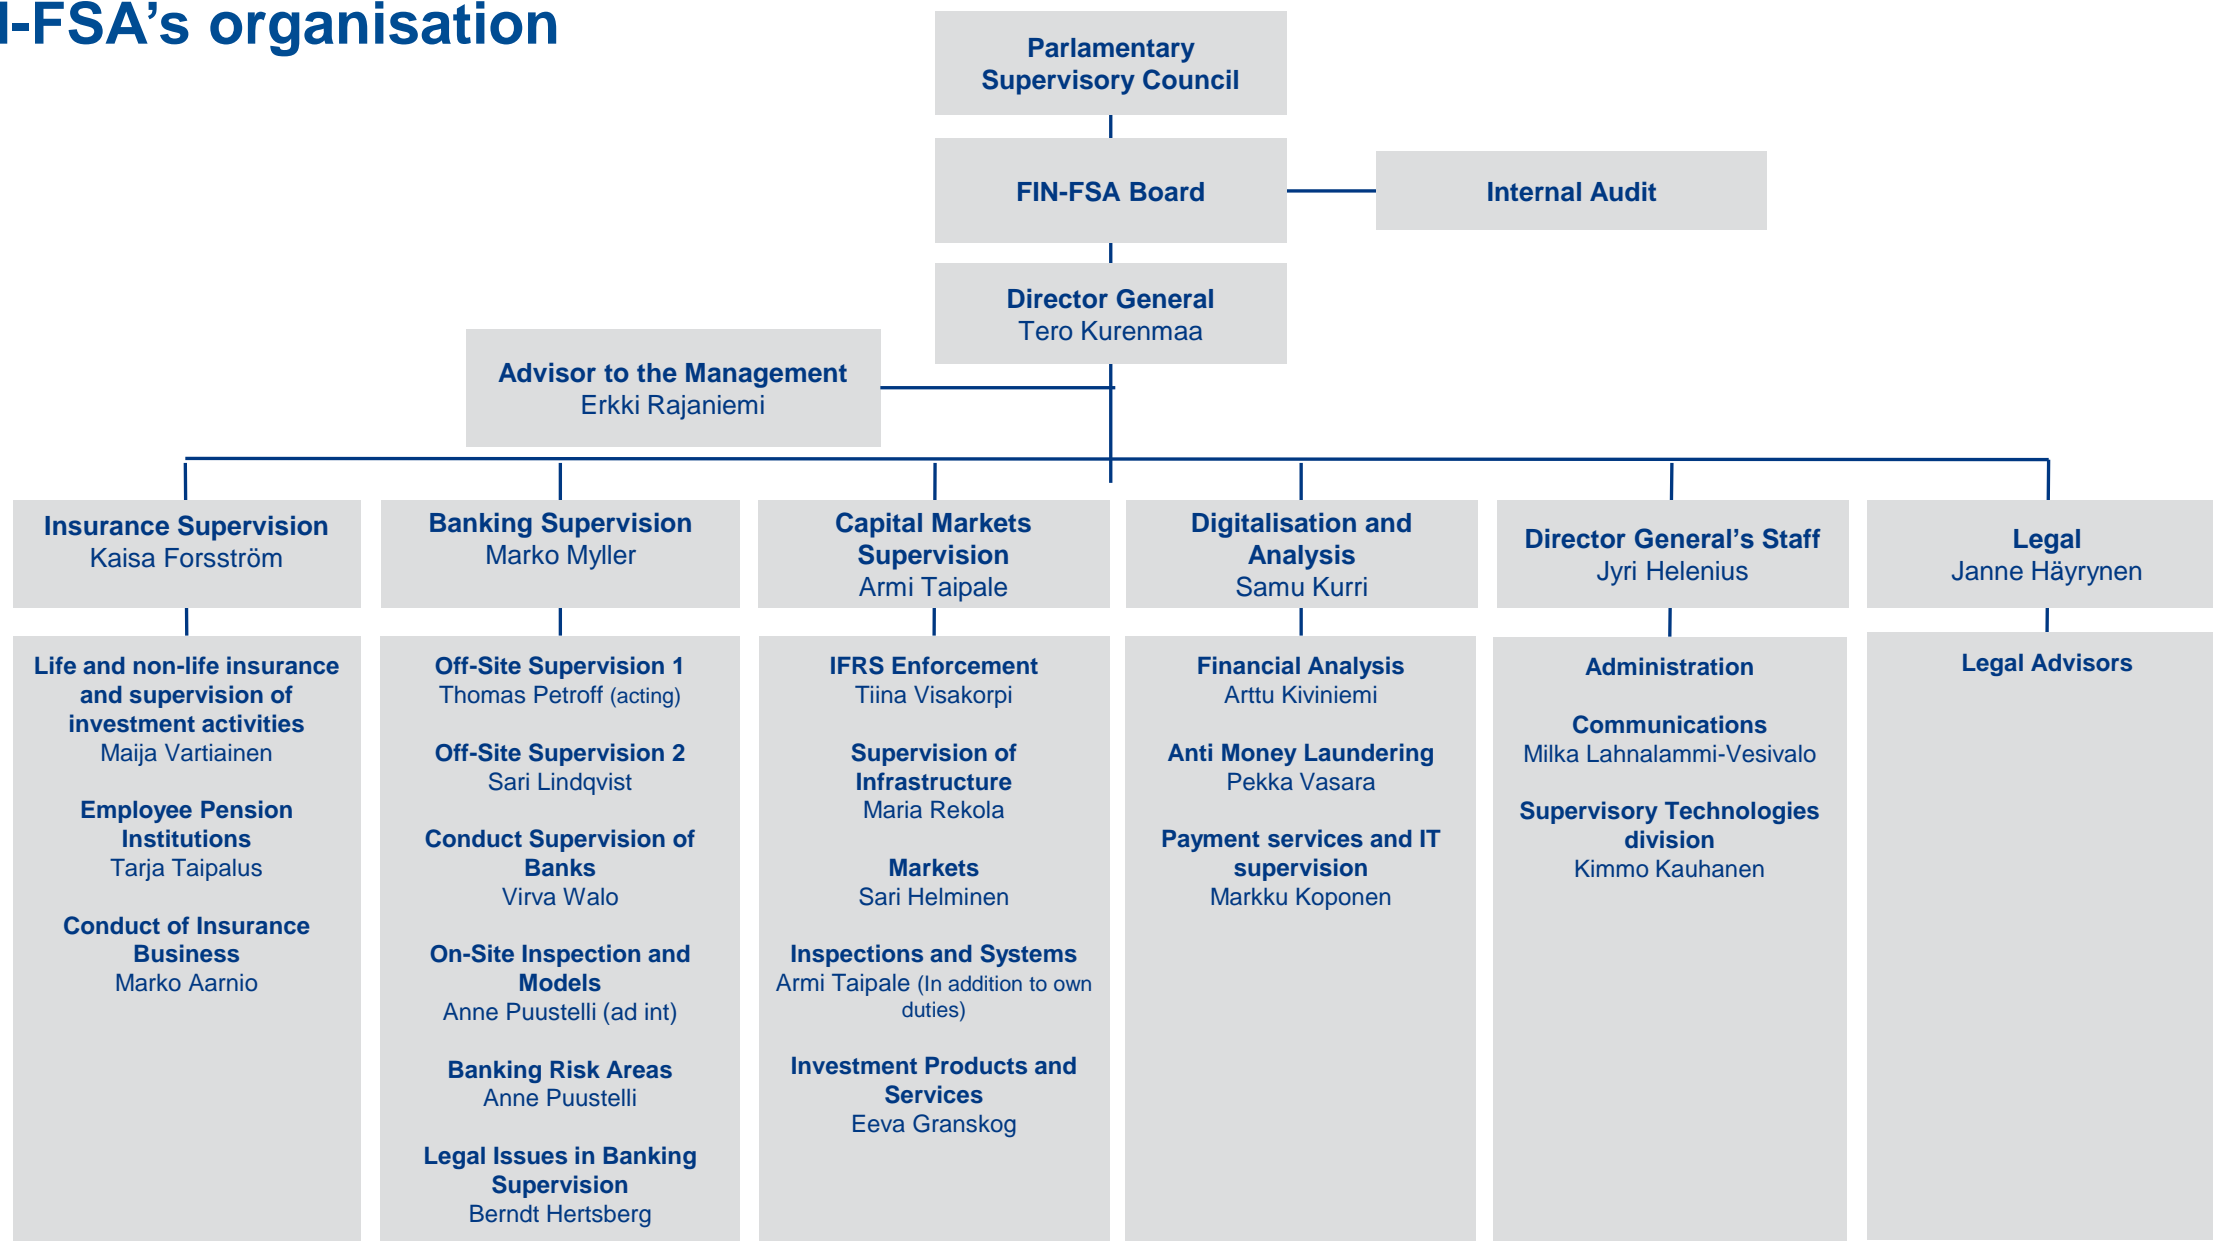 I-FSA’s organisation
Parlamentary
Supervisory Council
FIN-FSA Board
Internal Audit
Director General
Tero Kurenmaa
Advisor to the Management
Erkki Rajaniemi
Insurance Supervision
Kaisa Forsström
Banking Supervision
Marko Myller
Capital Markets
Supervision
Armi Taipale
Digitalisation and
Analysis
Samu Kurri
Director General’s Staff
Jyri Helenius
Legal
Janne Häyrynen
Life and non-life insurance
and supervision of
investment activities
Maija Vartiainen
Employee Pension
Institutions
Tarja Taipalus
Conduct of Insurance
Business
Marko Aarnio
Off-Site Supervision 1
Thomas Petroff (acting)
Off-Site Supervision 2
Sari Lindqvist
Conduct Supervision of
Banks
Virva Walo
On-Site Inspection and
Models
Anne Puustelli (ad int)
Banking Risk Areas
Anne Puustelli
Legal Issues in Banking
Supervision
Berndt Hertsberg
IFRS Enforcement
Tiina Visakorpi
Supervision of
Infrastructure
Maria Rekola
Markets
Sari Helminen
Inspections and Systems
Armi Taipale (In addition to own
duties)
Investment Products and
Services
Eeva Granskog
Financial Analysis
Arttu Kiviniemi
Anti Money Laundering
Pekka Vasara
Payment services and IT
supervision
Markku Koponen
Administration
Communications
Milka Lahnalammi-Vesivalo
Supervisory Technologies
division
Kimmo Kauhanen
Legal Advisors